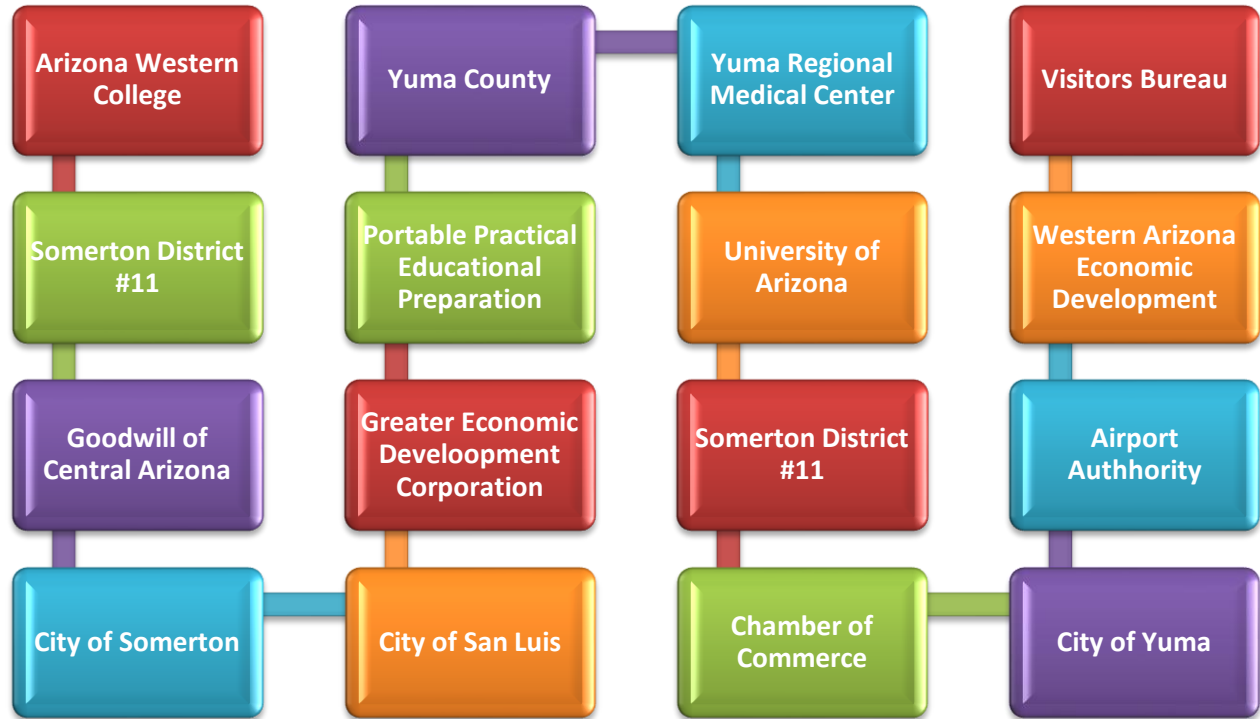 Arizona Western
College
Yuma County
Yuma Regional
Medical Center
Visitors Bureau
Somerton District
#11
Portable Practical
Educational
Preparation
University of
Arizona
Western Arizona
Economic
Development
Goodwill of
Central Arizona
Greater Economic
Develoopment
Corporation
Somerton District
#11
Airport
Authhority
City of Somerton
City of San Luis
Chamber of
Commerce
City of Yuma